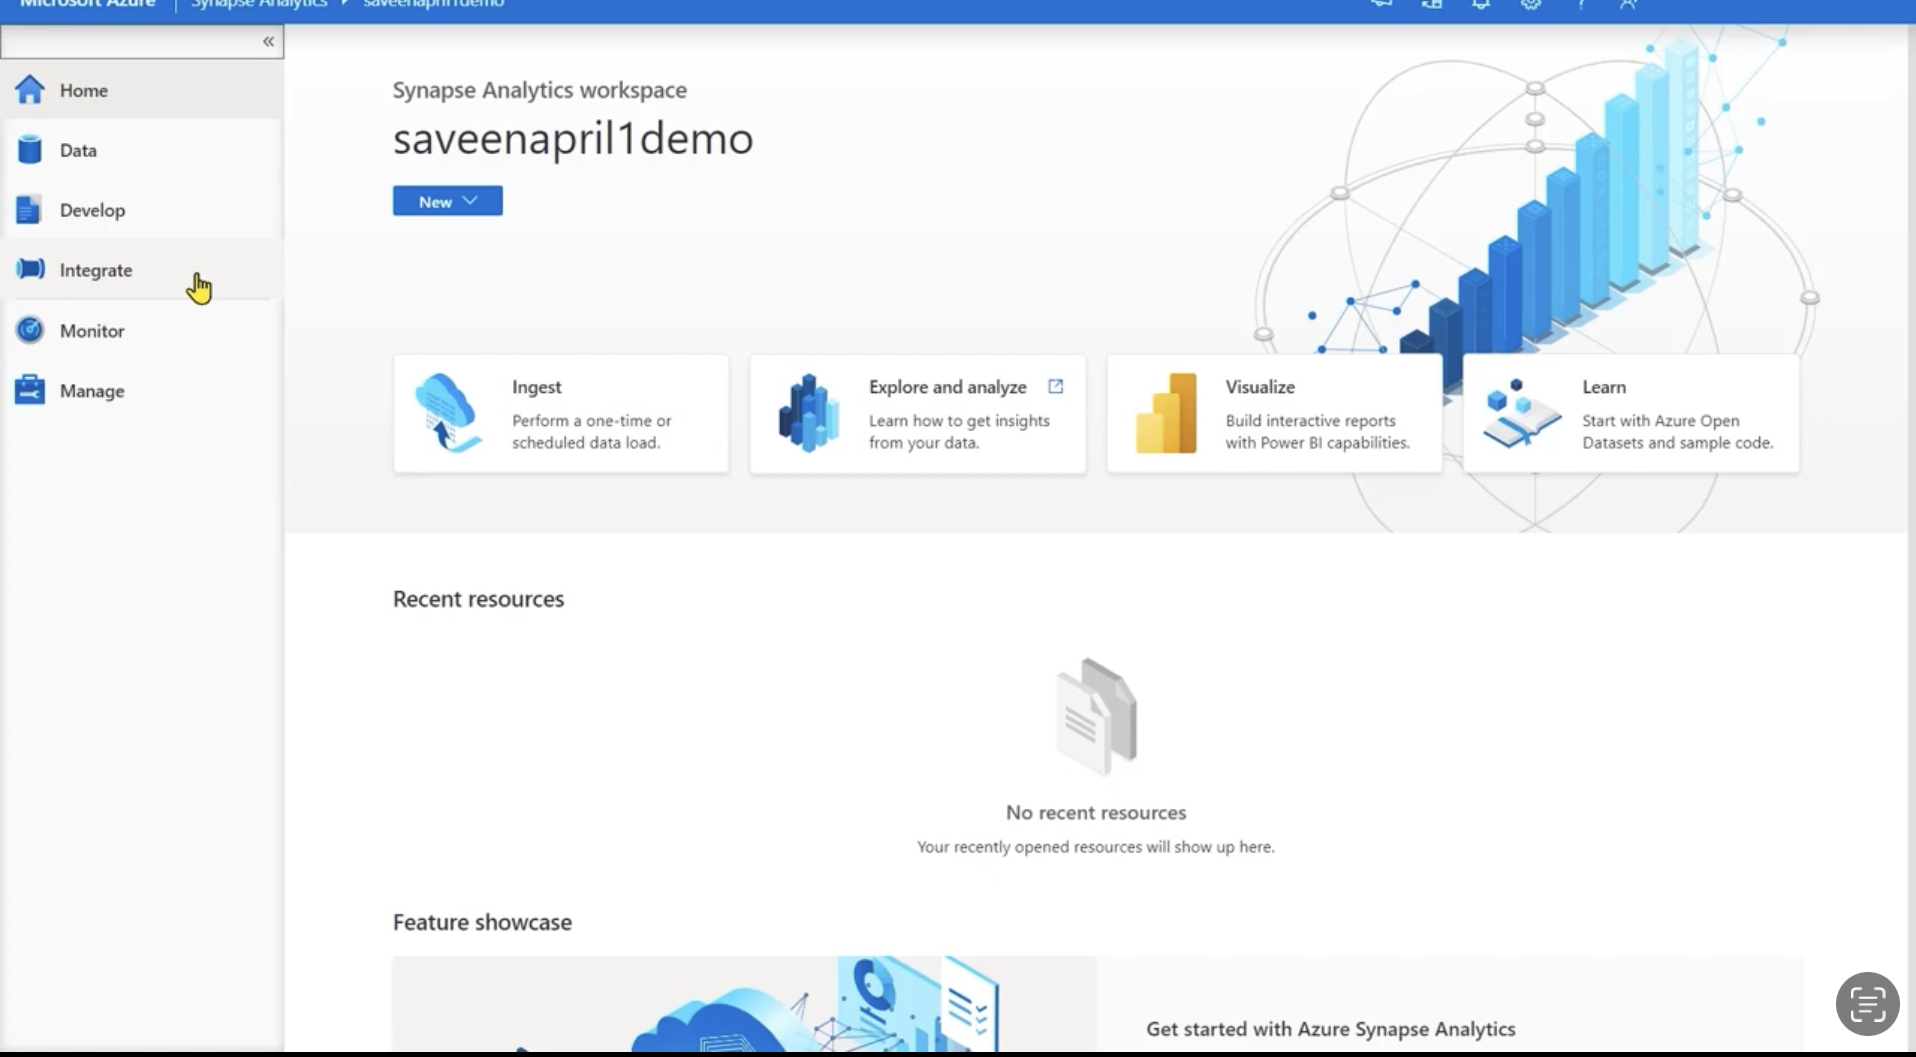 Microsoft Azure
Synapse Analytics
saveenapril1demo
«
Home
Data
Develop
Integrate
Monitor
Manage
Synapse Analytics workspace
saveenapril1demo
New
Ingest
Perform a one-time or
scheduled data load.
Explore and analyze
Learn how to get insights
from your data.
Visualize
Build interactive reports
with Power BI capabilities.
Learn
Start with Azure Open
Datasets and sample code.
Recent resources
No recent resources
Your recently opened resources will show up here.
Feature showcase
Get started with Azure Synapse Analytics